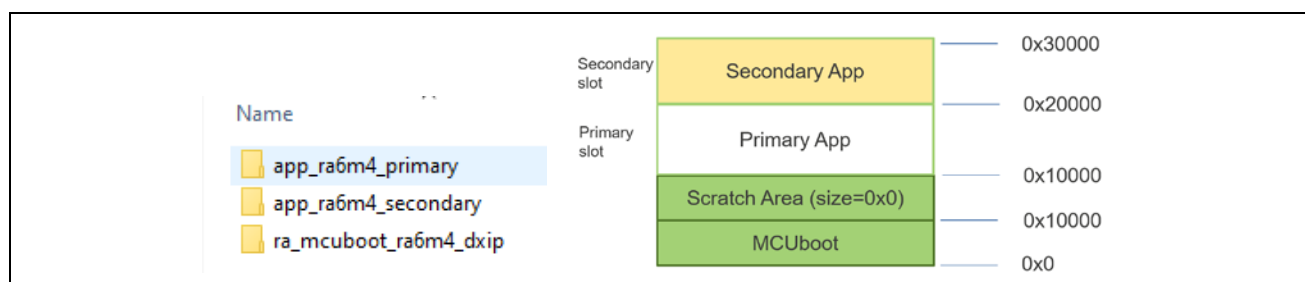 Name
app_ra6m4_primary
app_ra6m4_secondary
ra_mcuboot_ra6m4_dxip
Secondary
slot
Primary
slot
Secondary App
Primary App
Scratch Area (size=0x0)
MCUboot
0x30000
0x20000
0x10000
0x10000
0x0